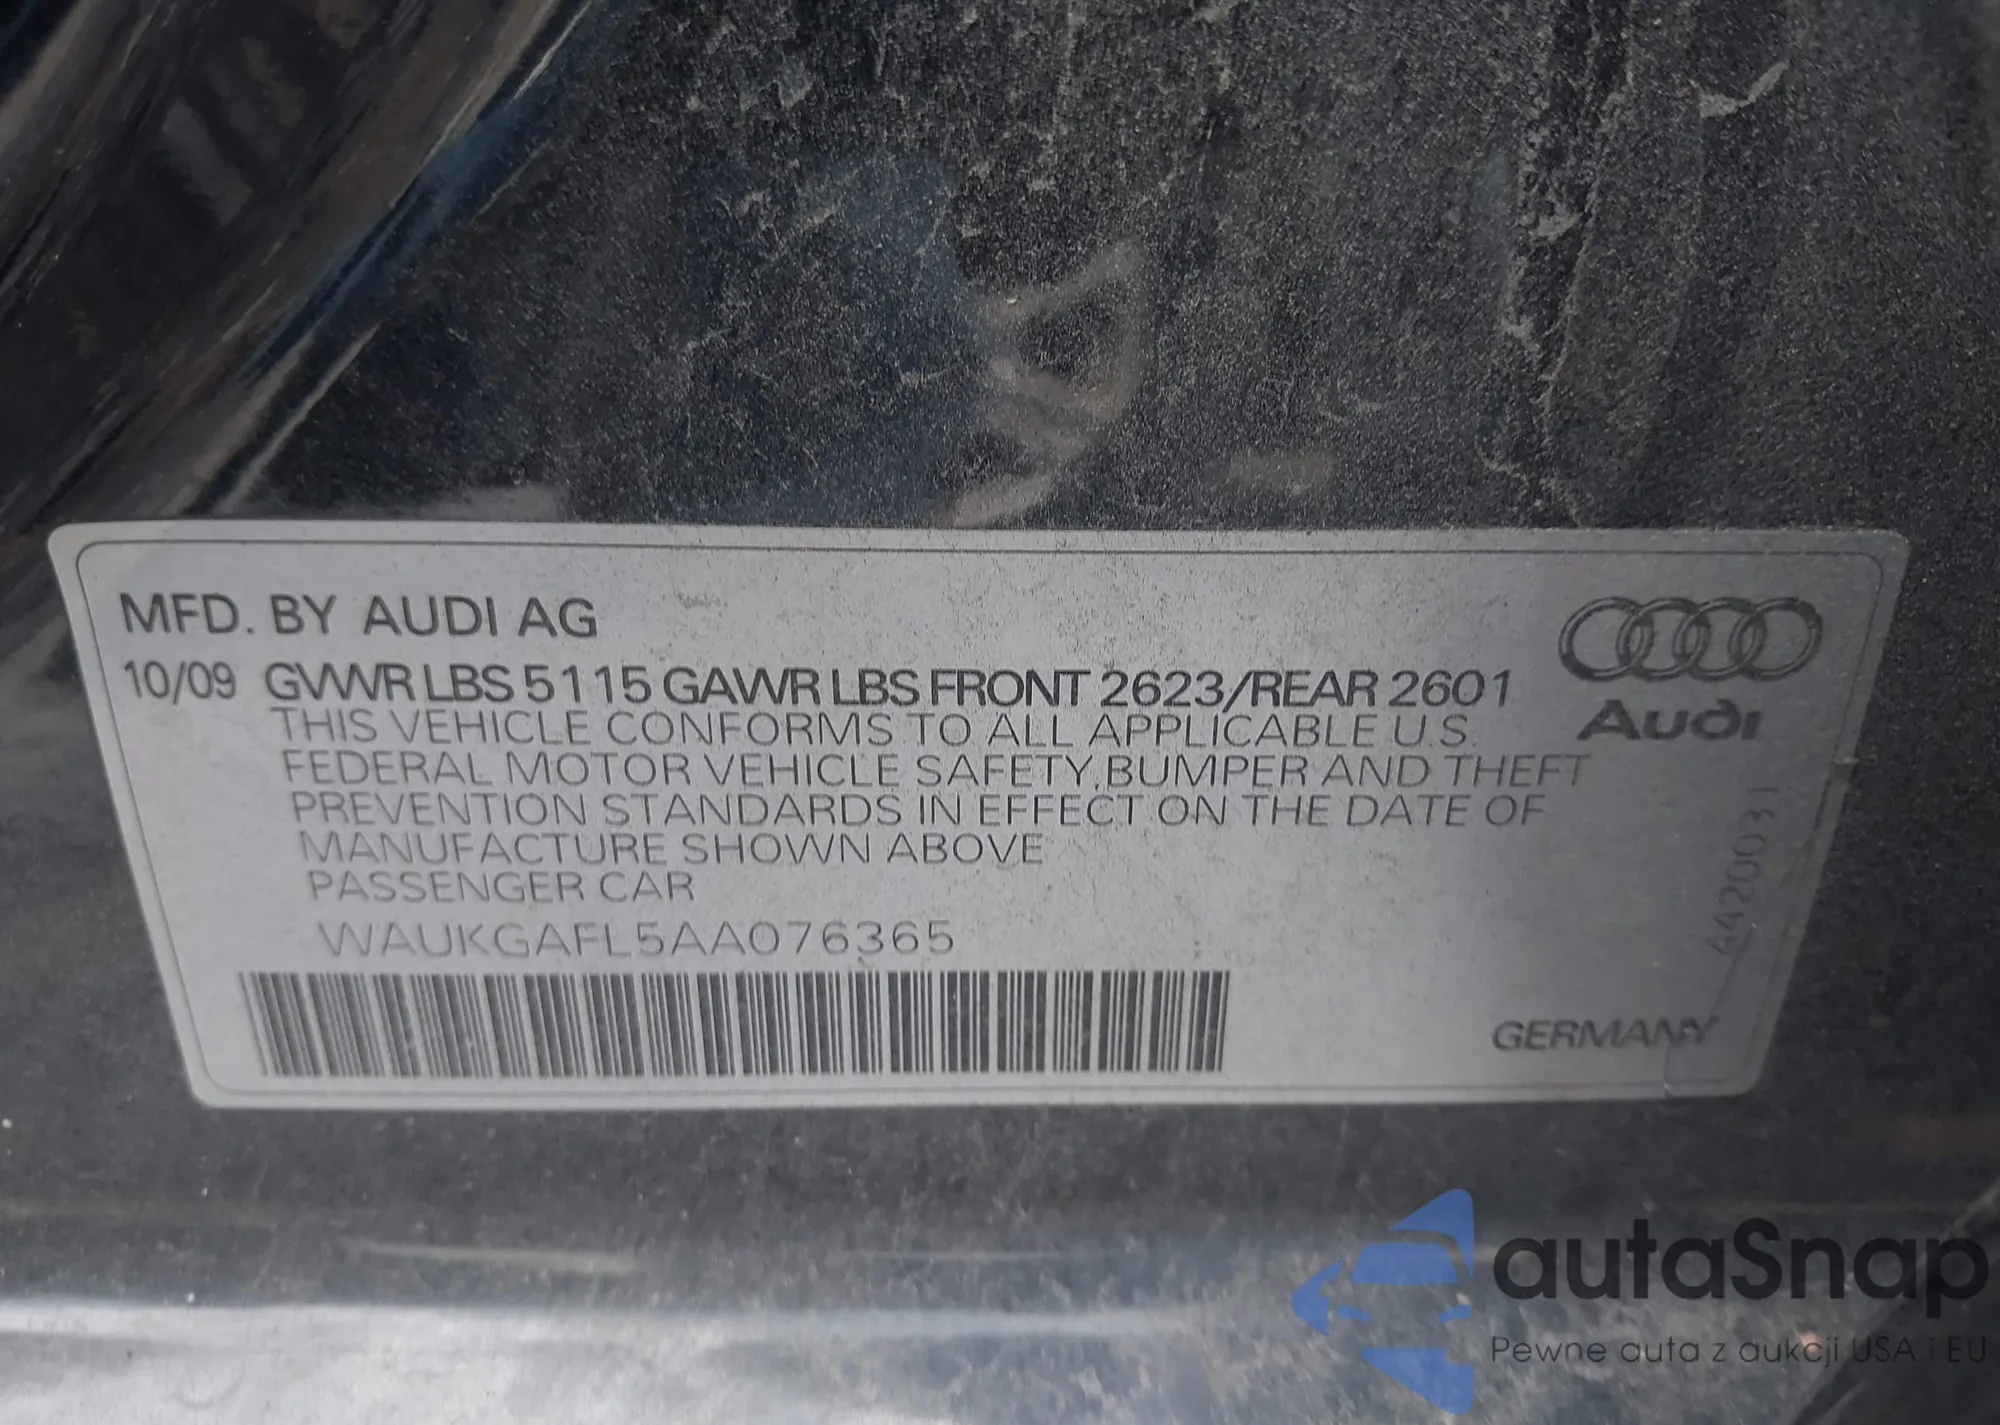 MFD. BY AUDI AG
10/09 GVWR LBS 5115 GAWR LBS FRONT 2623/REAR 2601
THIS VEHICLE CONFORMS TO ALL APPLICABLE U.S.
FEDERAL MOTOR VEHICLE SAFETY, BUMPER AND THEFT
PREVENTION STANDARDS IN EFFECT ON THE DATE OF
MANUFACTURE SHOWN ABOVE
PASSENGER CAR
WAUKGAFL5AA076365
Audi
4420031
GERMANY
autaSnap
Pewne auta z aukcji USA i EU